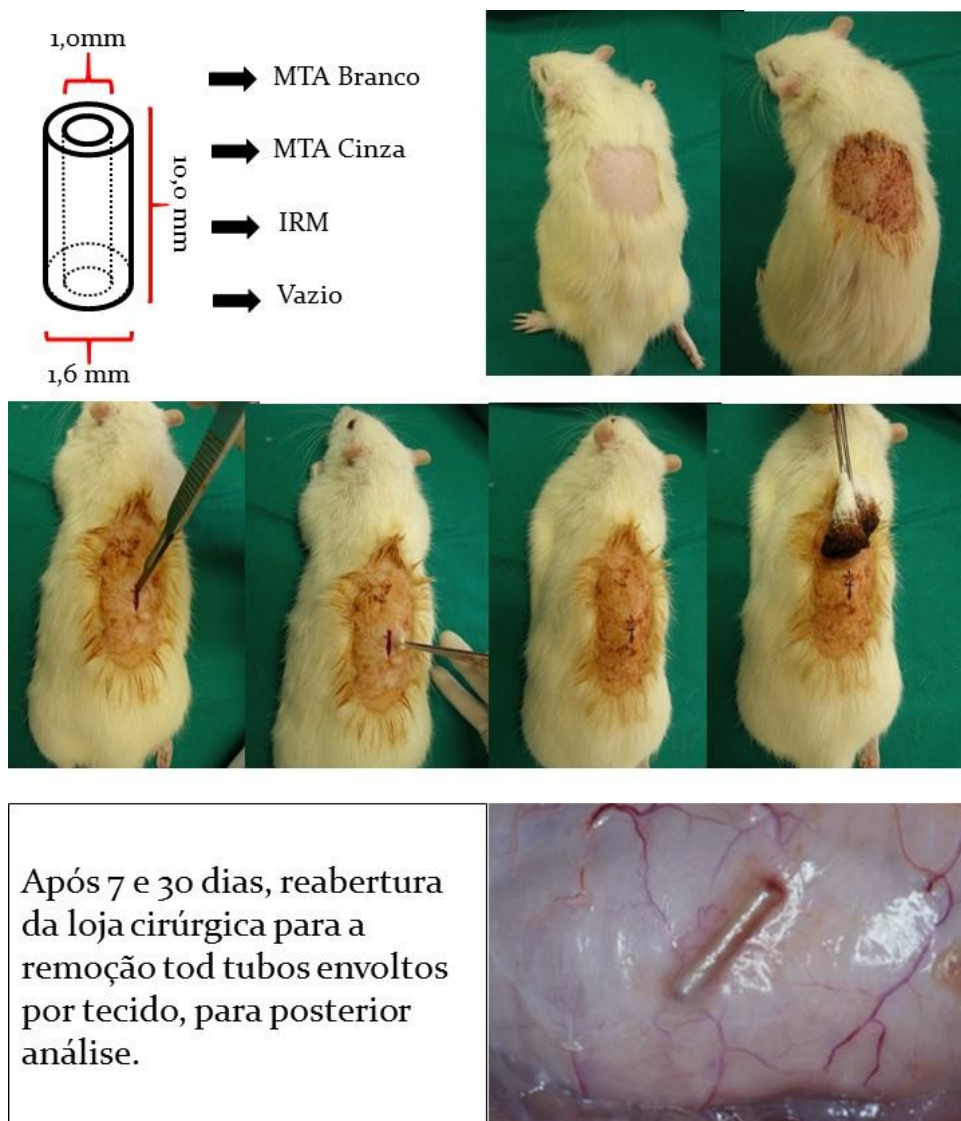 1,0mm
MTA Branco
MTA Cinza
IRM
Vazio
10,0 mm
1,6 mm
Após 7 e 30 dias, reabertura
da loja cirúrgica para a
remoção tod tubos envoltos
por tecido, para posterior
análise.